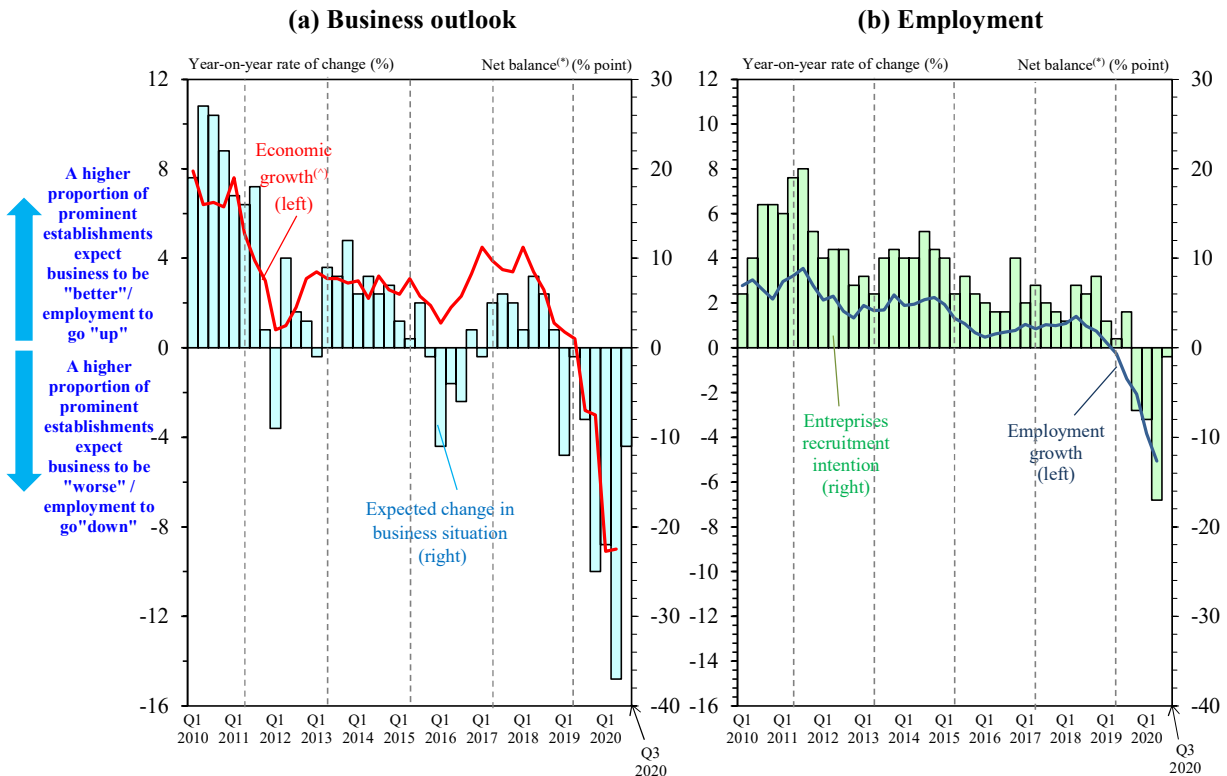 (a) Business outlook
(b) Employment
Year-on-year rate of change (%)
Net balance(*) (% point)
Year-on-year rate of change (%)
Net balance(*) (% point)
A higher
proportion of
prominent
establishments
expect
business to be
"better"/
employment to
go "up"
A higher
proportion of
prominent
establishments
expect
business to be
"worse" /
employment to
go"down"
12
8
4
0
-4
-8
-12
-16
Economic
growth(^)
(left)
Expected change in
business situation
(right)
30
20
10
0
-10
-20
-30
-40
Q1 Q1 Q1 Q1 Q1 Q1 Q1 Q1 Q1 Q1 Q1
2010 2011 2012 2013 2014 2015 2016 2017 2018 2019 2020
Q3
2020
12
10
8
6
4
2
0
-2
-4
-6
-8
-10
-12
-14
-16
Entreprises
recruitment
intention
(right)
Employment
growth
(left)
30
20
10
0
-10
-20
-30
-40
Q1 Q1 Q1 Q1 Q1 Q1 Q1 Q1 Q1 Q1 Q1
2010 2011 2012 2013 2014 2015 2016 2017 2018 2019 2020
Q3
2020